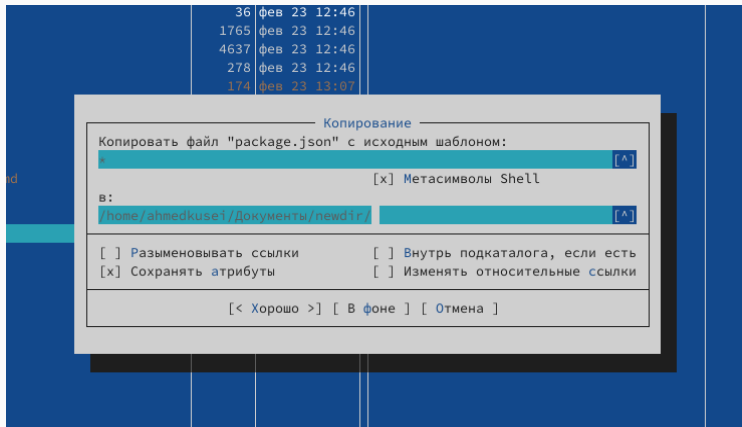 36 фев 23 12:46
1765 фев 23 12:46
4637 фев 23 12:46
278 фев 23 12:46
174 фев 23 13:07
md
Копирование
Копировать файл "package.json" с исходным шаблоном:
* [^]
[x] Метасимволы Shell
в:
/home/ahmedkusei/Документы/newdir/ [^]
[ ] Разыменовывать ссылки [ ] Внутрь подкаталога, если есть
[x] Сохранять атрибуты [ ] Изменять относительные ссылки
[< Хорошо >] [ В фоне ] [ Отмена ]